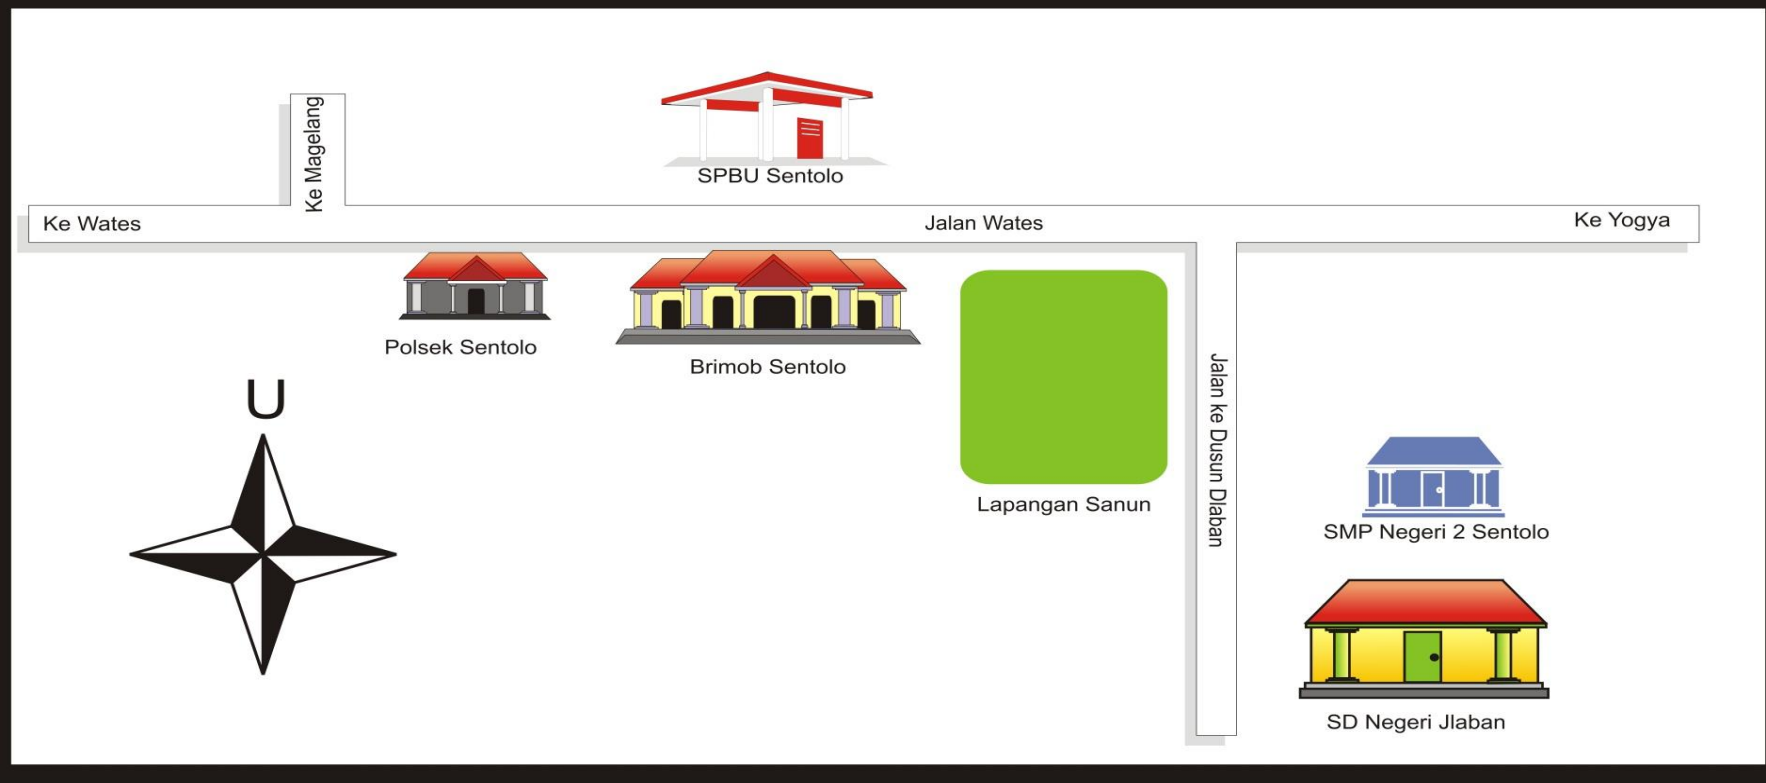 Ke Magelang
SPBU Sentolo
Ke Wates
Jalan Wates
Ke Yogya
Polsek Sentolo
Brimob Sentolo
U
Lapangan Sanun
Jalan ke Dusun Dlaban
SMP Negeri 2 Sentolo
SD Negeri Jlaban